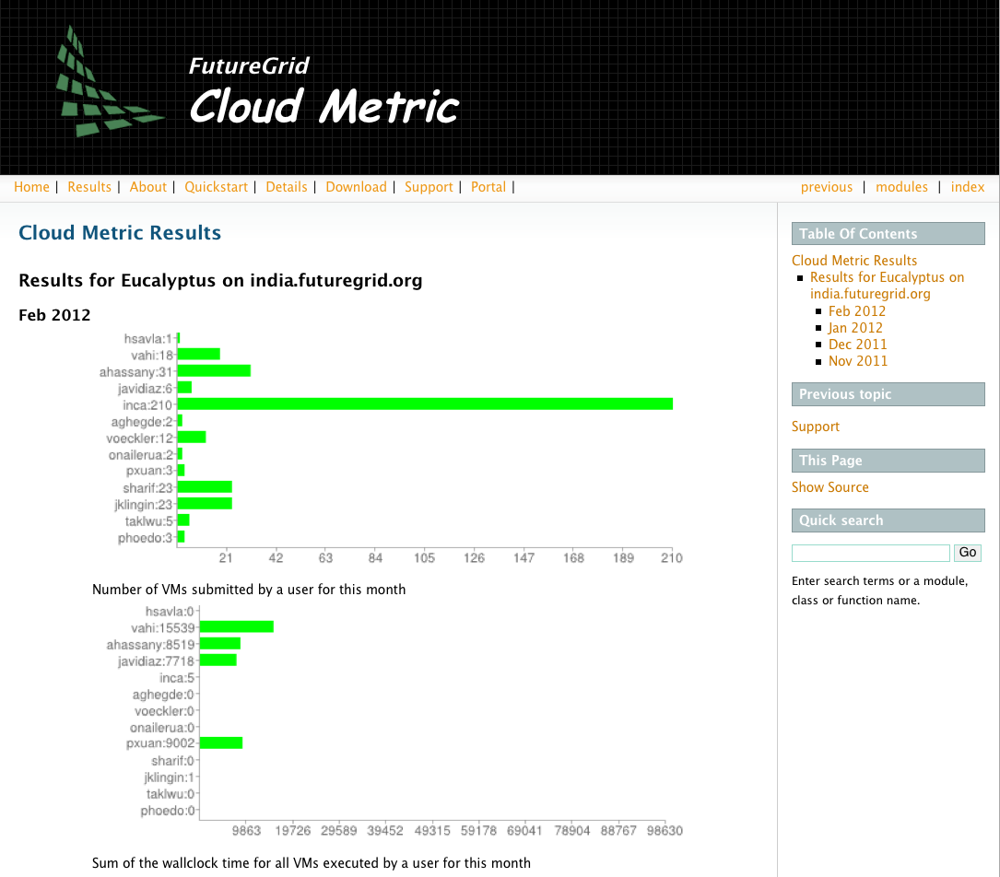 FutureGrid
Cloud Metric
Home | Results | About | Quickstart | Details | Download | Support | Portal |
previous | modules | index
Cloud Metric Results
Results for Eucalyptus on india.futuregrid.org
Feb 2012
hsavla:1
vahi:18
ahassany:31
javidiaz:6
inca:210
aghegde:2
voeckler:12
onailerua:2
pxuan:3
sharif:23
jklingin:23
taklwu:5
phoedo:3
21 42 63 84 105 126 147 168 189 210
Number of VMs submitted by a user for this month
hsavla:0
vahi:15539
ahassany:8519
javidiaz:7718
inca:5
aghegde:0
voeckler:0
onailerua:0
pxuan:9002
sharif:0
jklingin:1
taklwu:0
phoedo:0
9863 19726 29589 39452 49315 59178 69041 78904 88767 98630
Sum of the wallclock time for all VMs executed by a user for this month
Table Of Contents
Cloud Metric Results
Results for Eucalyptus on
india.futuregrid.org
Feb 2012
Jan 2012
Dec 2011
Nov 2011
Previous topic
Support
This Page
Show Source
Quick search
Go
Enter search terms or a module,
class or function name.